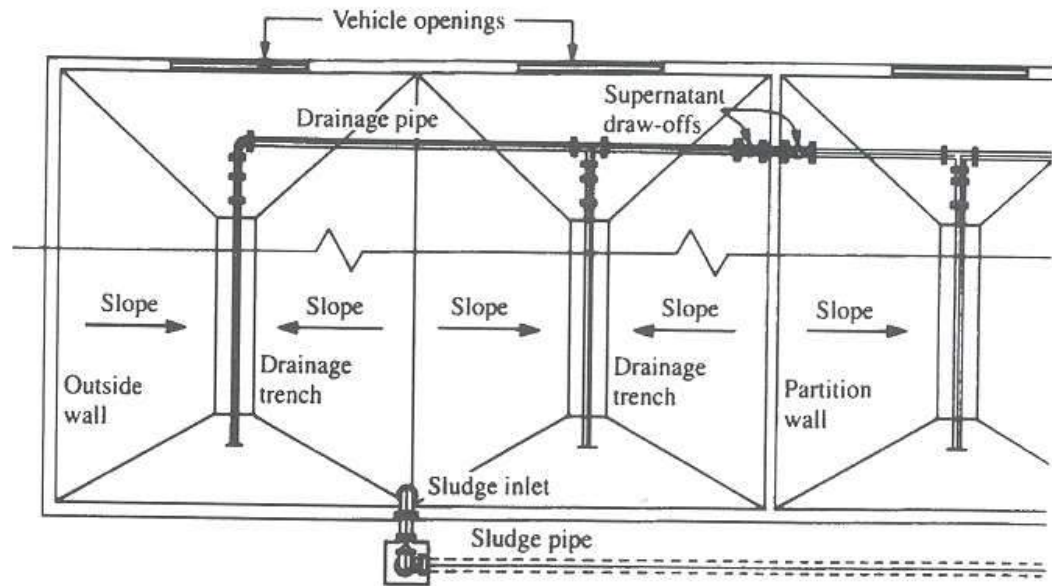 Vehicle openings
Supernatant
draw-offs
Drainage pipe
Slope
Slope
Slope
Slope
Slope
Outside
wall
Drainage
trench
Drainage
trench
Partition
wall
Sludge inlet
Sludge pipe